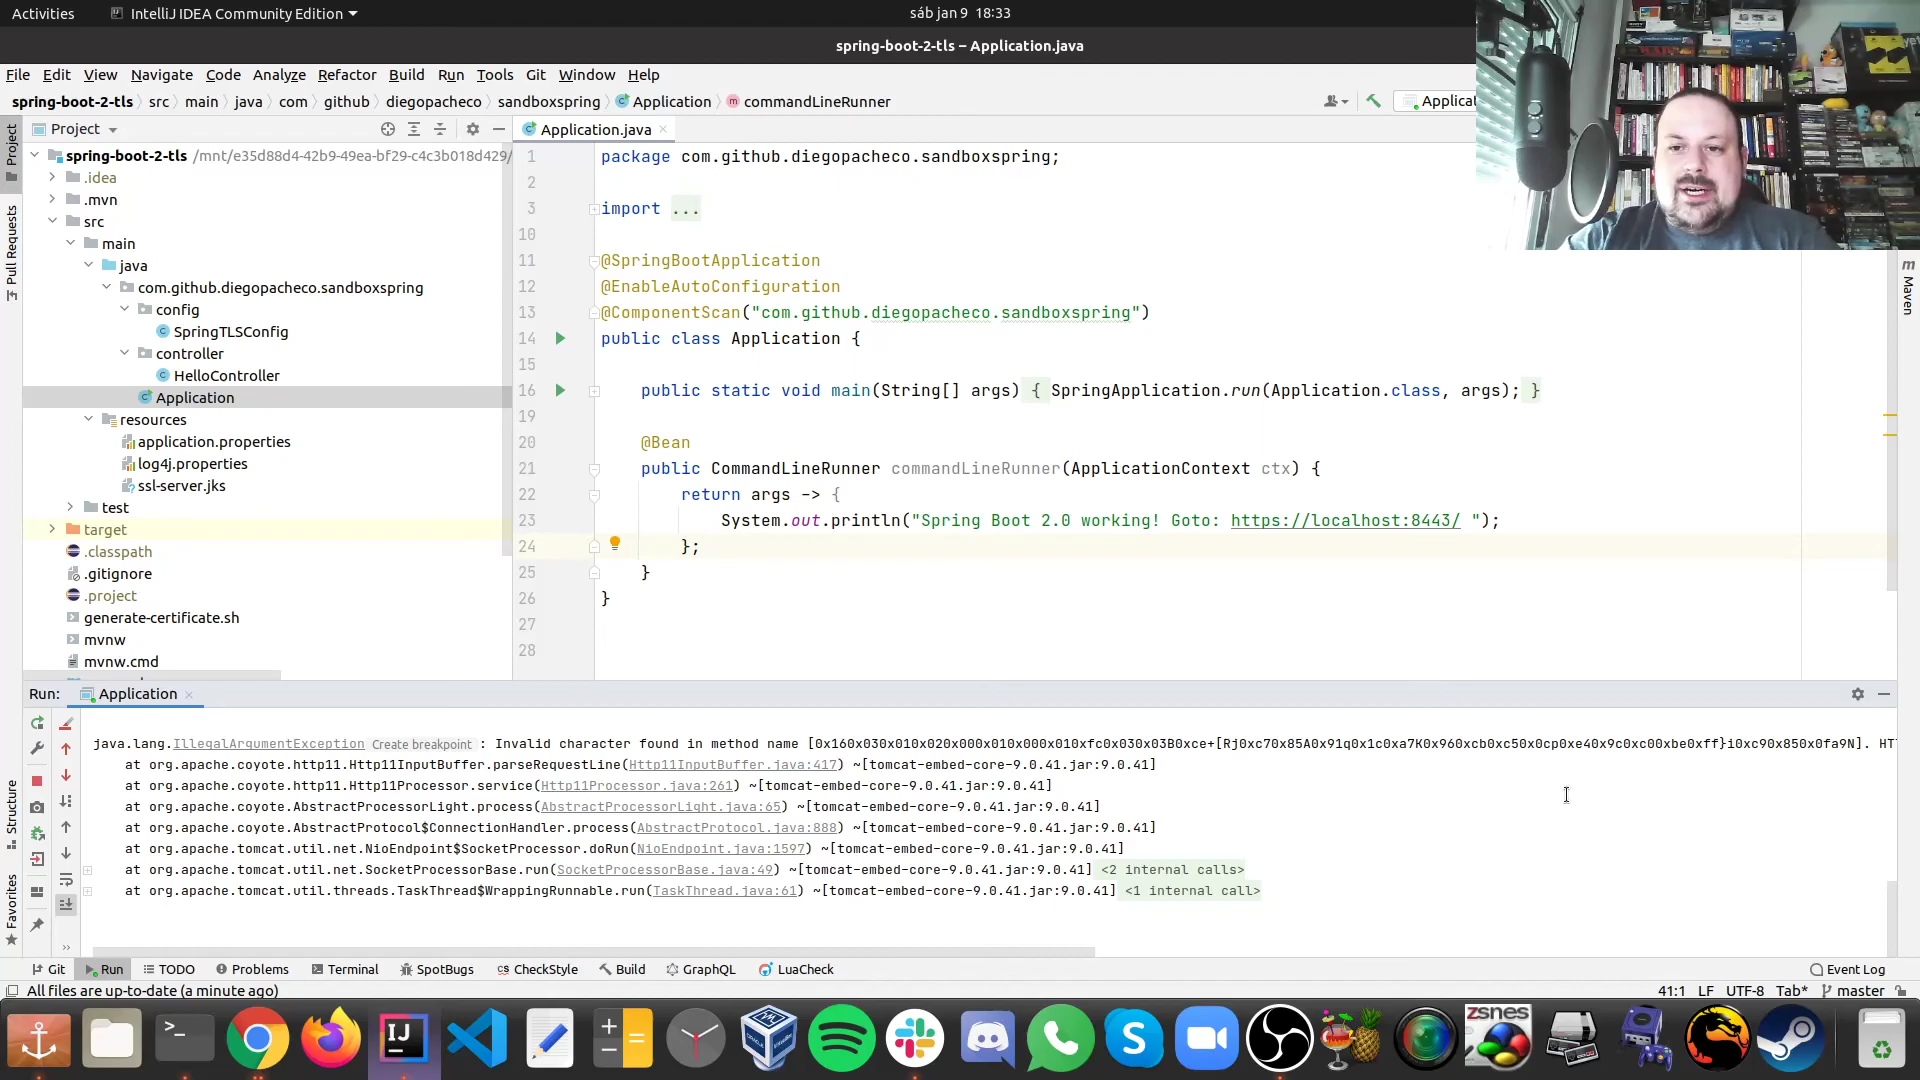 Activities
IntelliJ IDEA Community Edition
sáb jan 9 18:33
spring-boot-2-tls – Application.java
File Edit View Navigate Code Analyze Refactor Build Run Tools Git Window Help
spring-boot-2-tls src main java com github diegopacheco sandboxspring Application commandLineRunner
Project
Application.java
spring-boot-2-tls /mnt/e35d88d4-42b9-49ea-bf29-c4c3b018d429/
.idea
.mvn
src
main
java
com.github.diegopacheco.sandboxspring
config
SpringTLSConfig
controller
HelloController
Application
resources
application.properties
log4j.properties
ssl-server.jks
test
target
.classpath
.gitignore
.project
generate-certificate.sh
mvnw
mvnw.cmd
Project
Pull Requests
Structure
Favorites
Maven
1 package com.github.diegopacheco.sandboxspring;
2
3 import ...
10
11 @SpringBootApplication
12 @EnableAutoConfiguration
13 @ComponentScan("com.github.diegopacheco.sandboxspring")
14 public class Application {
15
16 public static void main(String[] args) { SpringApplication.run(Application.class, args); }
19
20 @Bean
21 public CommandLineRunner commandLineRunner(ApplicationContext ctx) {
22 return args -> {
23 System.out.println("Spring Boot 2.0 working! Goto: https://localhost:8443/ ");
24 };
25 }
26 }
27
28
Run: Application
java.lang.IllegalArgumentException Create breakpoint : Invalid character found in method name [0x160x030x010x020x000x010x000x010xfc0x030x03B0xce+[Rj0xc70x85A0x91q0x1c0xa7K0x960xcb0xc50x0cp0xe40x9c0xc00xbe0xff}i0xc90x850x0fa9N]. HT
at org.apache.coyote.http11.Http11InputBuffer.parseRequestLine(Http11InputBuffer.java:417) ~[tomcat-embed-core-9.0.41.jar:9.0.41]
at org.apache.coyote.http11.Http11Processor.service(Http11Processor.java:261) ~[tomcat-embed-core-9.0.41.jar:9.0.41]
at org.apache.coyote.AbstractProcessorLight.process(AbstractProcessorLight.java:65) ~[tomcat-embed-core-9.0.41.jar:9.0.41]
at org.apache.coyote.AbstractProtocol$ConnectionHandler.process(AbstractProtocol.java:888) ~[tomcat-embed-core-9.0.41.jar:9.0.41]
at org.apache.tomcat.util.net.NioEndpoint$SocketProcessor.doRun(NioEndpoint.java:1597) ~[tomcat-embed-core-9.0.41.jar:9.0.41]
at org.apache.tomcat.util.net.SocketProcessorBase.run(SocketProcessorBase.java:49) ~[tomcat-embed-core-9.0.41.jar:9.0.41] <2 internal calls>
at org.apache.tomcat.util.threads.TaskThread$WrappingRunnable.run(TaskThread.java:61) ~[tomcat-embed-core-9.0.41.jar:9.0.41] <1 internal call>
Git Run TODO Problems Terminal SpotBugs CheckStyle Build GraphQL LuaCheck Event Log
All files are up-to-date (a minute ago)
41:1 LF UTF-8 Tab* master
ZSNES